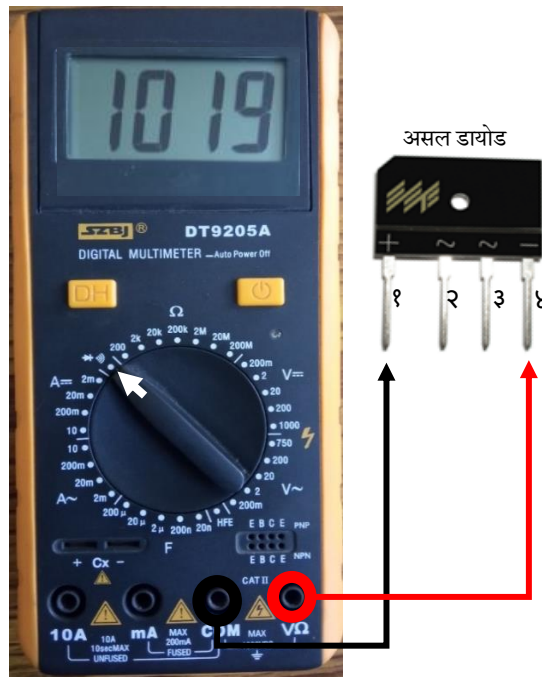 1019
असल डायोड
SZBJ ®
DT9205A
DIGITAL MULTIMETER Auto Power Off
+ ~ ~ −
DH
१ २ ३ ४
Ω
200 2k 20k 200k 2M 20M 200M
A⎓ 2m
20m
200m
10
10
200m
20m
A~ 2m
200μ 20μ 2μ 200n 20n
F
HFE
200m
2
V⎓
20
200
1000
750
200
20
2
V~
200m
E B C E PNP
E B C E NPN
+ Cx −
CAT II
10A
10A
10secMAX
UNFUSED
mA
MAX
200mA
FUSED
COM
MAX
VΩ